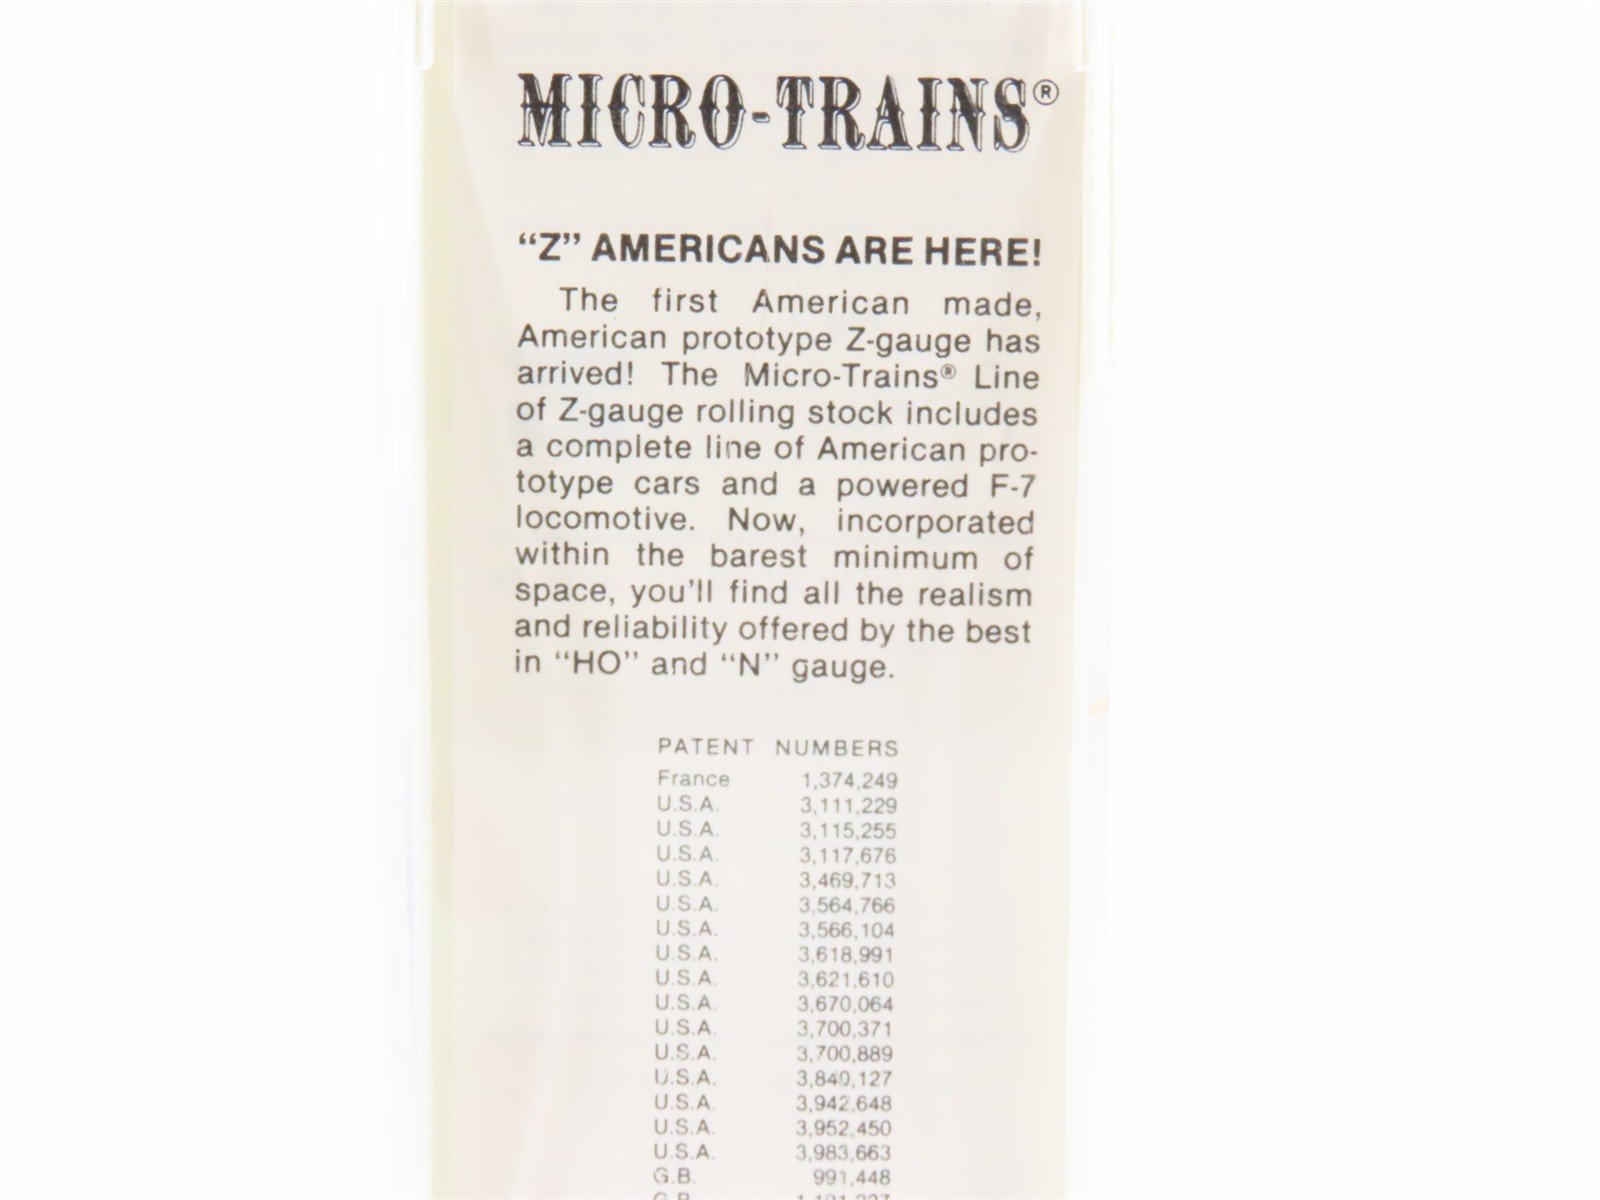 MICRO-TRAINS®
“Z” AMERICANS ARE HERE!
The first American made,
American prototype Z-gauge has
arrived! The Micro-Trains® Line
of Z-gauge rolling stock includes
a complete line of American pro-
totype cars and a powered F-7
locomotive. Now, incorporated
within the barest minimum of
space, you'll find all the realism
and reliability offered by the best
in “HO” and “N” gauge.
PATENT NUMBERS
France 1,374,249
U.S.A. 3,111,229
U.S.A. 3,115,255
U.S.A. 3,117,676
U.S.A. 3,469,713
U.S.A. 3,564,766
U.S.A. 3,566,104
U.S.A. 3,618,991
U.S.A. 3,621,610
U.S.A. 3,670,064
U.S.A. 3,700,371
U.S.A. 3,700,889
U.S.A. 3,840,127
U.S.A. 3,942,648
U.S.A. 3,952,450
U.S.A. 3,983,663
G.B. 991,448
G.B.